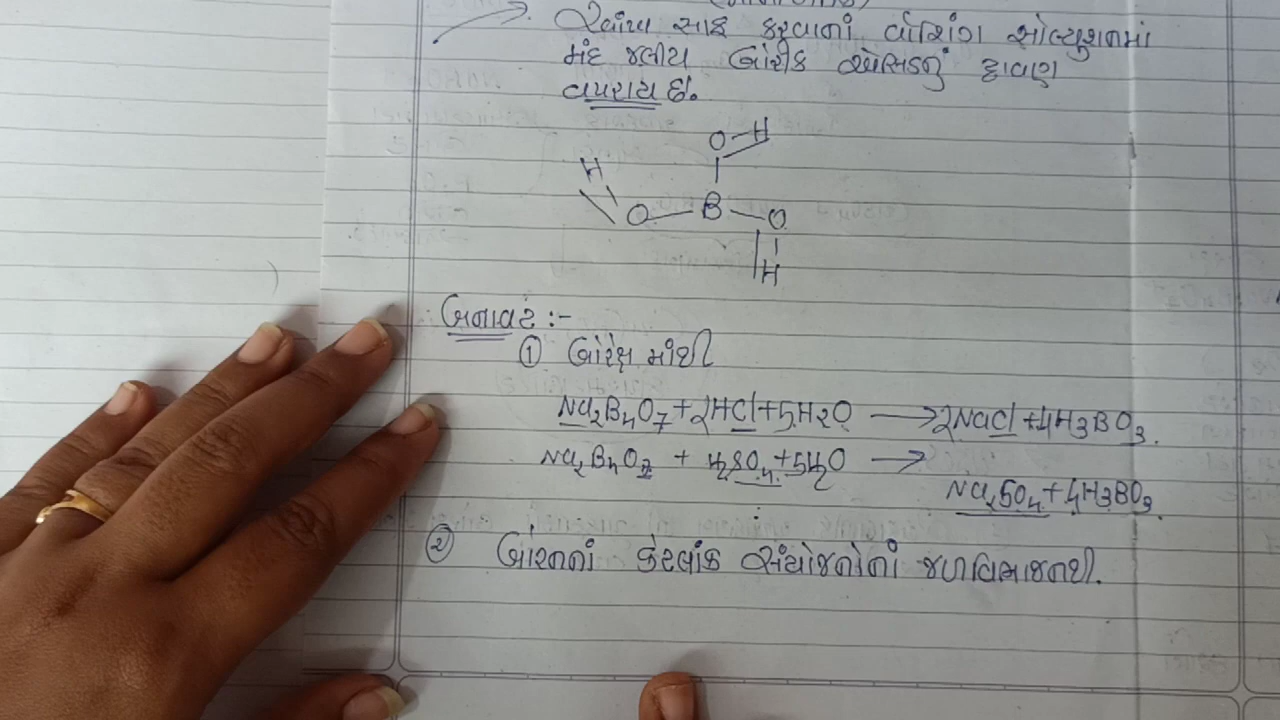 સાફ કરવાનાં વોશિંગ સોલ્યુશનમાં
મંદ જલીય બોરિક એસિડનું દ્રાવણ
વપરાય છે.
O-H
H
O-B-O
H
બનાવટ :-
① બોરેક્ષ માંથી
Na₂B₄O₇ + 2HCl + 5H2O → 2NaCl + 4H₃BO₃.
Na₂B₄O₇ + H₂SO₄ + 5H₂O →
Na₂SO₄ + 4H₃BO₃.
② બોરોનનાં કેટલાંક સંયોજનોનાં જળવિભાજનથી.